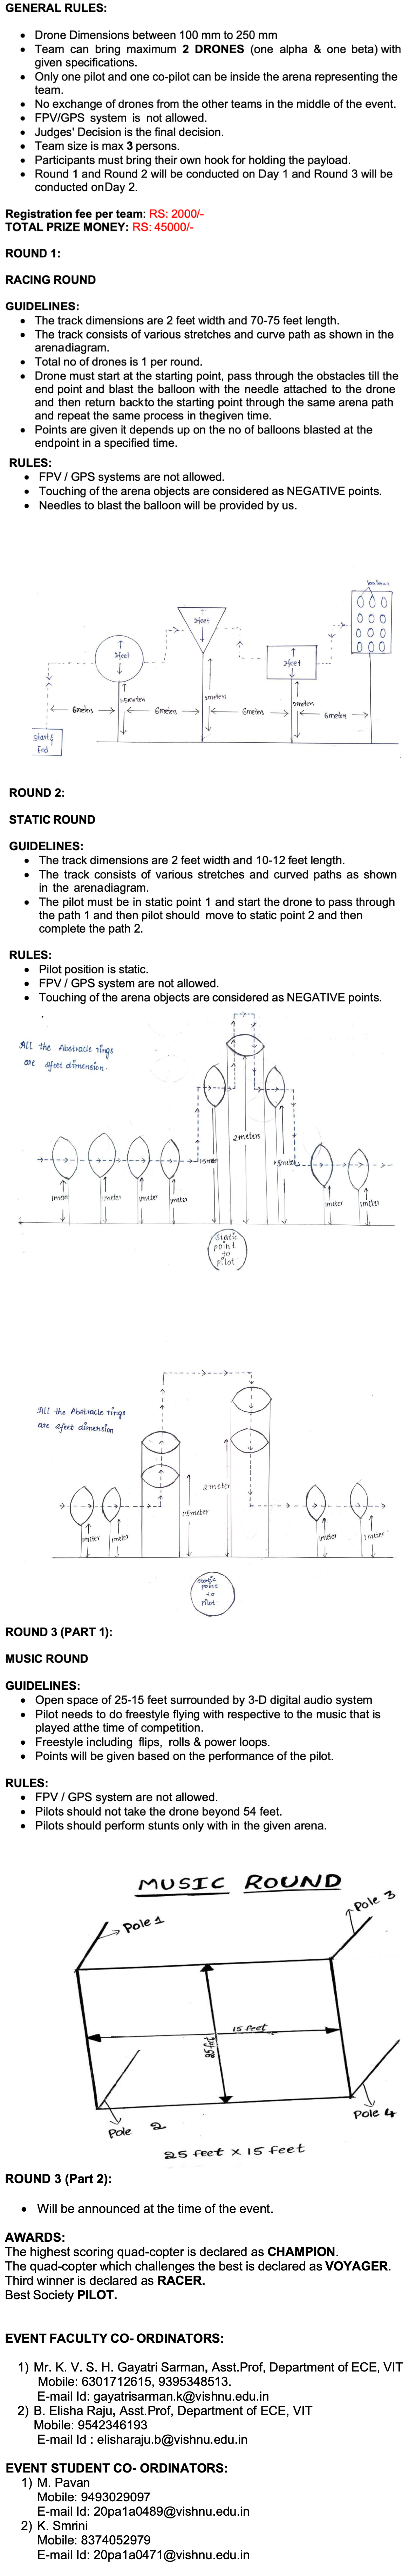 GENERAL RULES:
• Drone Dimensions between 100 mm to 250 mm
• Team can bring maximum 2 DRONES (one alpha & one beta) with
given specifications.
• Only one pilot and one co-pilot can be inside the arena representing the
team.
• No exchange of drones from the other teams in the middle of the event.
• FPV/GPS system is not allowed.
• Judges' Decision is the final decision.
• Team size is max 3 persons.
• Participants must bring their own hook for holding the payload.
• Round 1 and Round 2 will be conducted on Day 1 and Round 3 will be
conducted onDay 2.
Registration fee per team: RS: 2000/-
TOTAL PRIZE MONEY: RS: 45000/-
ROUND 1:
RACING ROUND
GUIDELINES:
• The track dimensions are 2 feet width and 70-75 feet length.
• The track consists of various stretches and curve path as shown in the
arenadiagram.
• Total no of drones is 1 per round.
• Drone must start at the starting point, pass through the obstacles till the
end point and blast the balloon with the needle attached to the drone
and then return backto the starting point through the same arena path
and repeat the same process in thegiven time.
• Points are given it depends up on the no of balloons blasted at the
endpoint in a specified time.
RULES:
• FPV / GPS systems are not allowed.
• Touching of the arena objects are considered as NEGATIVE points.
• Needles to blast the balloon will be provided by us.
6meters
6meters
6meters
6meters
Start &
End
ROUND 2:
STATIC ROUND
GUIDELINES:
• The track dimensions are 2 feet width and 10-12 feet length.
• The track consists of various stretches and curved paths as shown
in the arenadiagram.
• The pilot must be in static point 1 and start the drone to pass through
the path 1 and then pilot should move to static point 2 and then
complete the path 2.
RULES:
• Pilot position is static.
• FPV / GPS system are not allowed.
• Touching of the arena objects are considered as NEGATIVE points.
All the Abstracle rings
are 2feet dimension.
2meters
1meter
1meter
1meter
1meter
1meter
Static
point
to
Pilot
All the Abstracle rings
are 2feet dimension
2meter
1.5meter
1meter
1meter
1meter
1meter
Static
point
to
Pilot
ROUND 3 (PART 1):
MUSIC ROUND
GUIDELINES:
• Open space of 25-15 feet surrounded by 3-D digital audio system
• Pilot needs to do freestyle flying with respective to the music that is
played atthe time of competition.
• Freestyle including flips, rolls & power loops.
• Points will be given based on the performance of the pilot.
RULES:
• FPV / GPS system are not allowed.
• Pilots should not take the drone beyond 54 feet.
• Pilots should perform stunts only with in the given arena.
MUSIC ROUND
Pole 1
Pole 3
15 feet
25 feet
Pole 2
Pole 4
25 feet x 15 feet
ROUND 3 (Part 2):
• Will be announced at the time of the event.
AWARDS:
The highest scoring quad-copter is declared as CHAMPION.
The quad-copter which challenges the best is declared as VOYAGER.
Third winner is declared as RACER.
Best Society PILOT.
EVENT FACULTY CO- ORDINATORS:
1) Mr. K. V. S. H. Gayatri Sarman, Asst.Prof, Department of ECE, VIT
Mobile: 6301712615, 9395348513.
E-mail Id: gayatrisarman.k@vishnu.edu.in
2) B. Elisha Raju, Asst.Prof, Department of ECE, VIT
Mobile: 9542346193
E-mail Id : elisharaju.b@vishnu.edu.in
EVENT STUDENT CO- ORDINATORS:
1) M. Pavan
Mobile: 9493029097
E-mail Id: 20pa1a0489@vishnu.edu.in
2) K. Smrini
Mobile: 8374052979
E-mail Id: 20pa1a0471@vishnu.edu.in